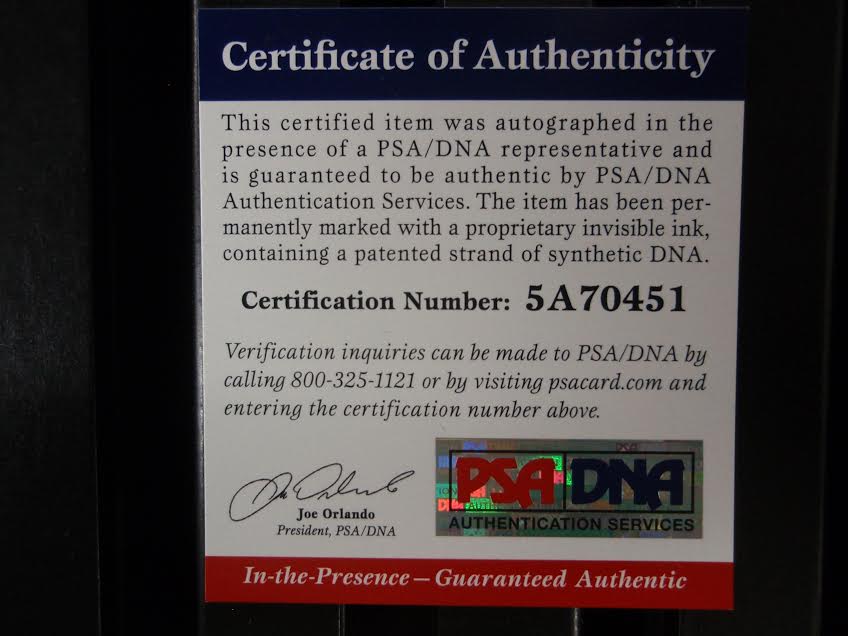 Certificate of Authenticity
This certified item was autographed in the
presence of a PSA/DNA representative and
is guaranteed to be authentic by PSA/DNA
Authentication Services. The item has been per-
manently marked with a proprietary invisible ink,
containing a patented strand of synthetic DNA.
Certification Number: 5A70451
Verification inquiries can be made to PSA/DNA by
calling 800-325-1121 or by visiting psacard.com and
entering the certification number above.
Joe Orlando
President, PSA/DNA
PSA DNA
AUTHENTICATION SERVICES
In-the-Presence – Guaranteed Authentic